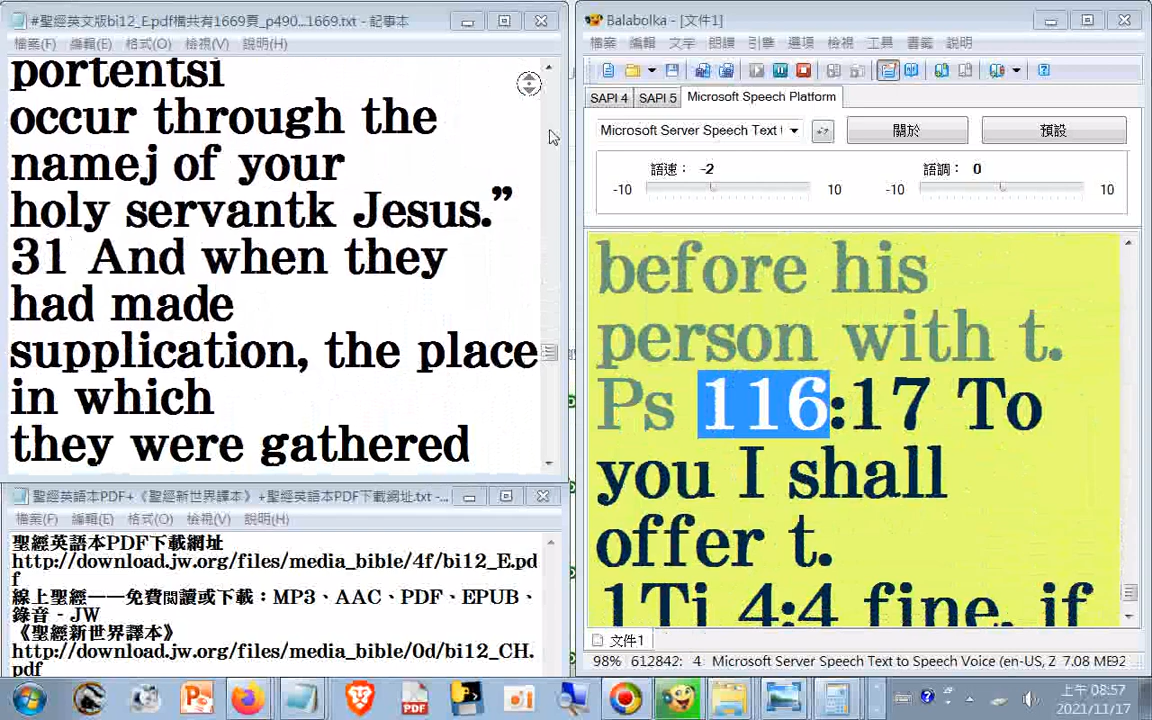 #聖經英文版bi12_E.pdf橫共有1669頁_p490...1669.txt - 記事本
檔案(F) 編輯(E) 格式(O) 檢視(V) 說明(H)
portentsi
occur through the
namej of your
holy servantk Jesus.”
31 And when they
had made
supplication, the place
in which
they were gathered
聖經英語本PDF+《聖經新世界譯本》+聖經英語本PDF下載網址.txt - ...
檔案(F) 編輯(E) 格式(O) 檢視(V) 說明(H)
聖經英語本PDF下載網址
http://download.jw.org/files/media_bible/4f/bi12_E.pd
f
線上聖經——免費閱讀或下載：MP3、AAC、PDF、EPUB、
錄音 - JW
《聖經新世界譯本》
http://download.jw.org/files/media_bible/0d/bi12_CH.
pdf
Balabolka - [文件1]
檔案 編輯 文字 朗讀 引擎 選項 檢視 工具 書籤 說明
SAPI 4 SAPI 5 Microsoft Speech Platform
Microsoft Server Speech Text 關於 預設
語速： -2 語調： 0
-10 10 -10 10
before his
person with t.
Ps 116:17 To
you I shall
offer t.
1Ti 4:4 fine, if
文件1
98% 612842: 4 Microsoft Server Speech Text to Speech Voice (en-US, Z 7.08 ME92
PDF
上午 08:57
2021/11/17